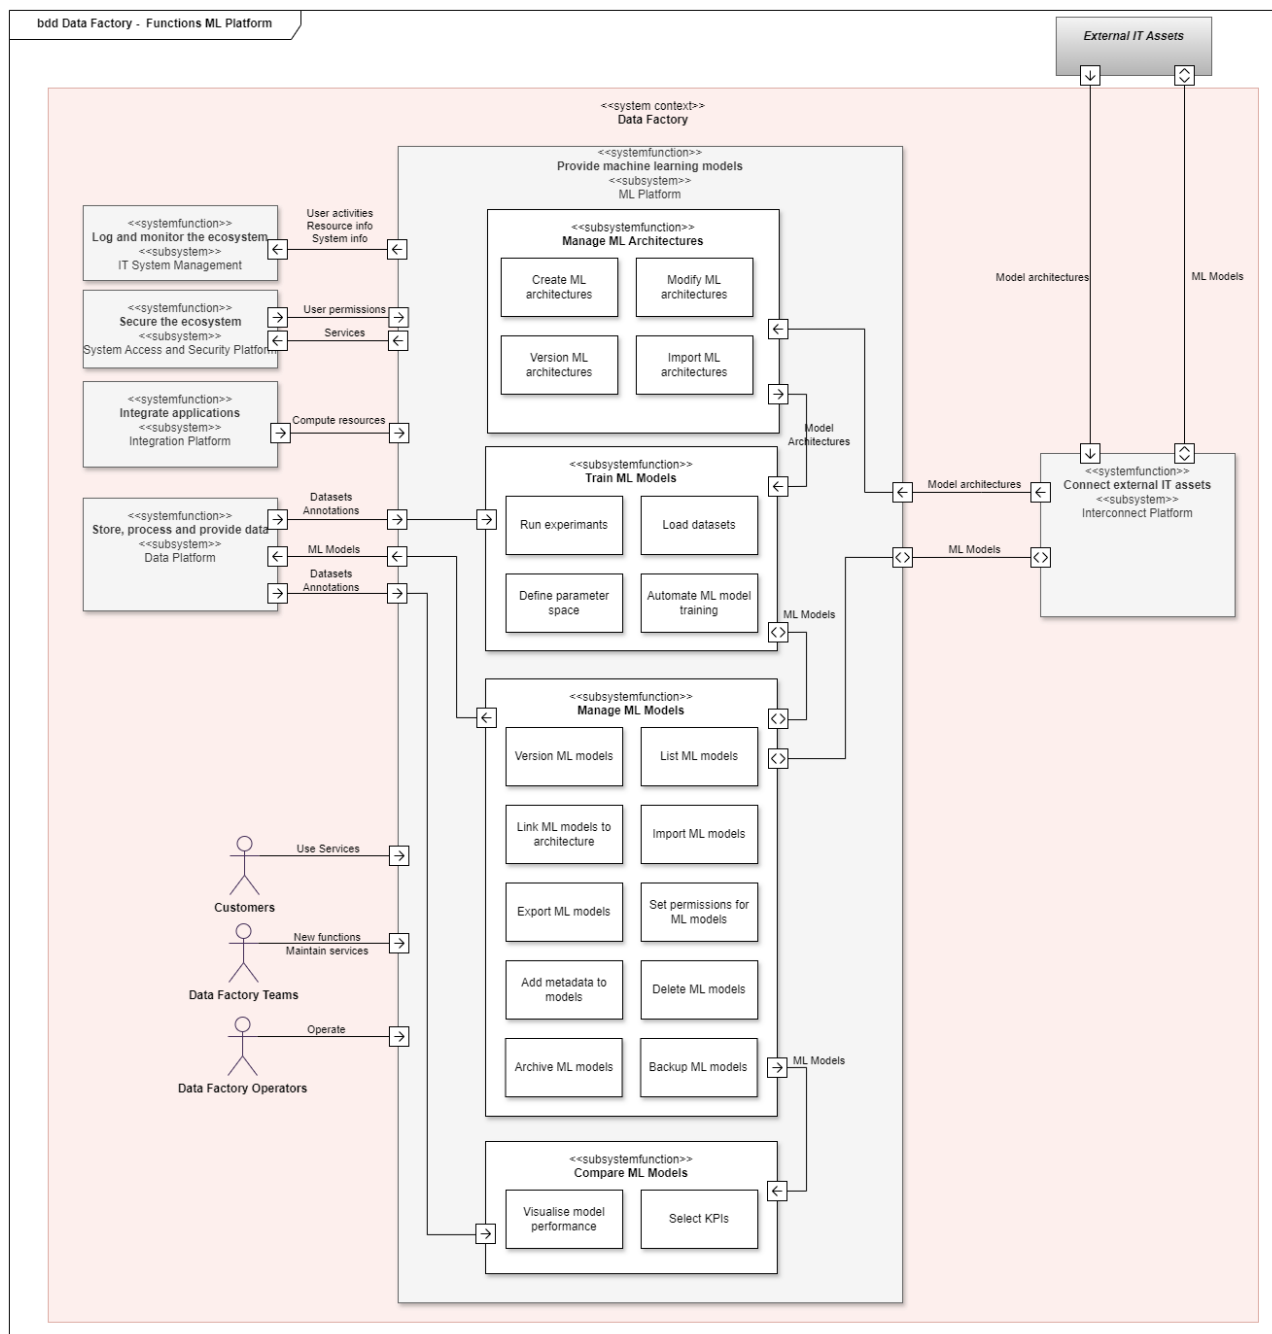 bdd Data Factory -  Functions ML Platform
External IT Assets
<<system context>>
Data Factory
<<systemfunction>>
Provide machine learning models
<<subsystem>>
ML Platform
<<systemfunction>>
Log and monitor the ecosystem
<<subsystem>>
IT System Management
User activities
Resource info
System info
<<systemfunction>>
Secure the ecosystem
<<subsystem>>
System Access and Security Platform
User permissions
Services
<<systemfunction>>
Integrate applications
<<subsystem>>
Integration Platform
Compute resources
<<systemfunction>>
Store, process and provide data
<<subsystem>>
Data Platform
Datasets
Annotations
ML Models
Datasets
Annotations
<<subsystemfunction>>
Manage ML Architectures
Create ML
architectures
Modify ML
architectures
Version ML
architectures
Import ML
architectures
Model
Architectures
<<subsystemfunction>>
Train ML Models
Run experimants
Load datasets
Define parameter
space
Automate ML model
training
ML Models
<<subsystemfunction>>
Manage ML Models
Version ML models
List ML models
Link ML models to
architecture
Import ML models
Export ML models
Set permissions for
ML models
Add metadata to
models
Delete ML models
Archive ML models
Backup ML models
ML Models
<<subsystemfunction>>
Compare ML Models
Visualise model
performance
Select KPIs
Model architectures
ML Models
Model architectures
ML Models
<<systemfunction>>
Connect external IT assets
<<subsystem>>
Interconnect Platform
Use Services
Customers
New functions
Maintain services
Data Factory Teams
Operate
Data Factory Operators